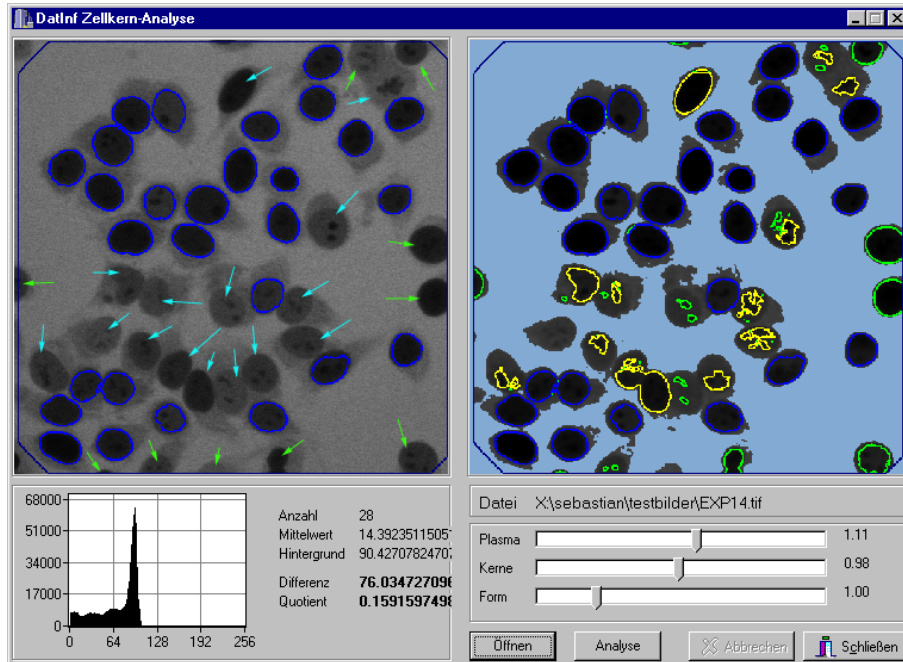 DatInf Zellkern-Analyse
68000
51000
34000
17000
0
0 64 128 192 256
Anzahl 28
Mittelwert 14.3923511505
Hintergrund 90.4270782470
Differenz 76.034727096
Quotient 0.1591597498
Datei X:\sebastian\testbilder\EXP14.tif
Plasma 1.11
Kerne 0.98
Form 1.00
Öffnen Analyse Abbrechen Schließen